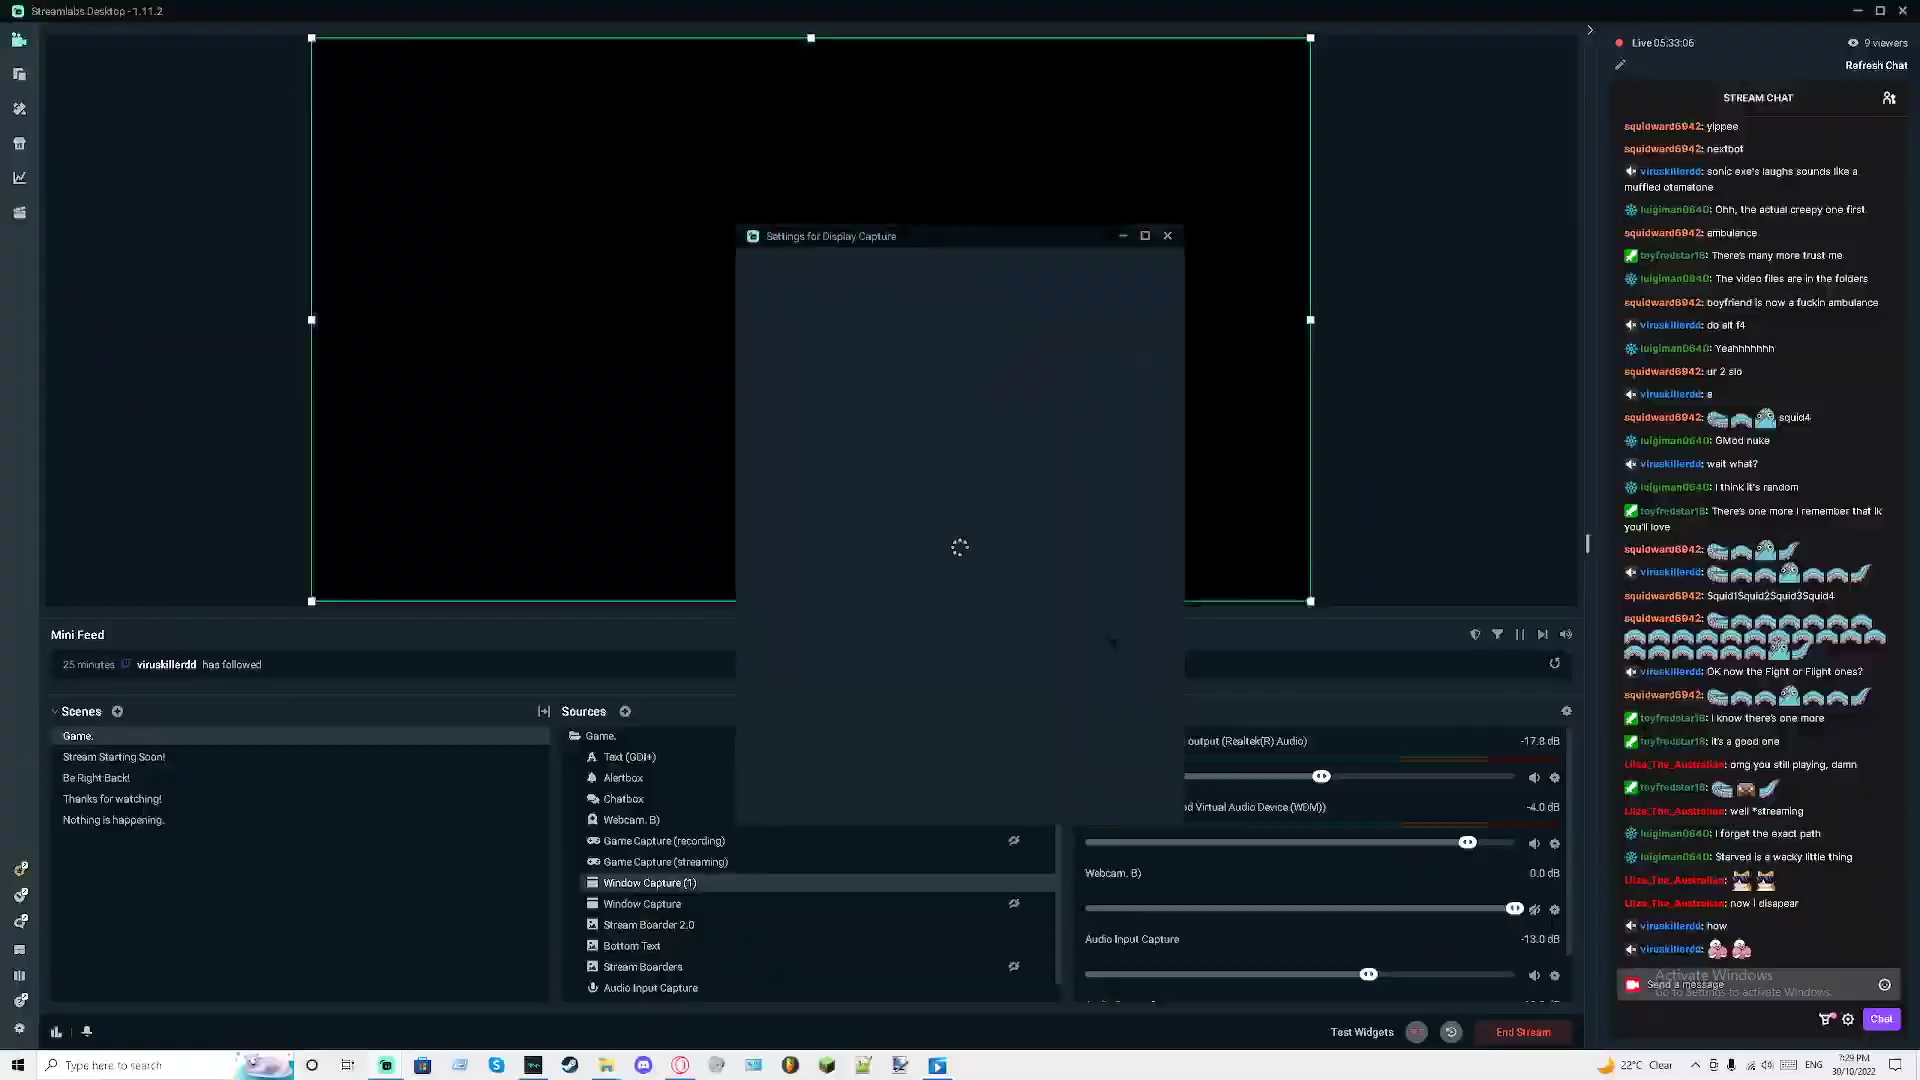 Streamlabs Desktop - 1.11.2
Live 05:33:06
9 viewers
Refresh Chat
STREAM CHAT
squidward6942: yippee
squidward6942: nextbot
viruskillerdd: sonic exe's laughs sounds like a
muffled otamatone
luigiman0640: Ohh, the actual creepy one first
squidward6942: ambulance
toyfredstar18: There's many more trust me
luigiman0640: The video files are in the folders
squidward6942: boyfriend is now a fuckin ambulance
viruskillerdd: do alt f4
luigiman0640: Yeahhhhhhh
squidward6942: ur 2 slo
viruskillerdd: a
squidward6942: squid4
luigiman0640: GMod nuke
viruskillerdd: wait what?
luigiman0640: I think it's random
toyfredstar18: There's one more I remember that ik
you'll love
squidward6942:
viruskillerdd:
squidward6942: Squid1Squid2Squid3Squid4
squidward6942:
viruskillerdd: OK now the Fight or Flight ones?
squidward6942:
toyfredstar18: I know there's one more
toyfredstar18: it's a good one
Liiza_The_Australian: omg you still playing, damn
toyfredstar18:
Liiza_The_Australian: well *streaming
luigiman0640: I forget the exact path
luigiman0640: Starved is a wacky little thing
Liiza_The_Australian:
Liiza_The_Australian: now i disapear
viruskillerdd: how
viruskillerdd:
Activate Windows
Send a message
Go to Settings to activate Windows.
Chat
Settings for Display Capture
Mini Feed
25 minutes viruskillerdd has followed
Scenes
Game.
Stream Starting Soon!
Be Right Back!
Thanks for watching!
Nothing is happening.
Sources
Game.
Text (GDI+)
Alertbox
Chatbox
Webcam. B)
Game Capture (recording)
Game Capture (streaming)
Window Capture (1)
Window Capture
Stream Boarder 2.0
Bottom Text
Stream Boarders
Audio Input Capture
output (Realtek(R) Audio)
-17.8 dB
d Virtual Audio Device (WDM))
-4.0 dB
Webcam. B)
0.0 dB
Audio Input Capture
-13.0 dB
Test Widgets
REC
End Stream
Type here to search
22°C Clear
ENG
7:29 PM
30/10/2022